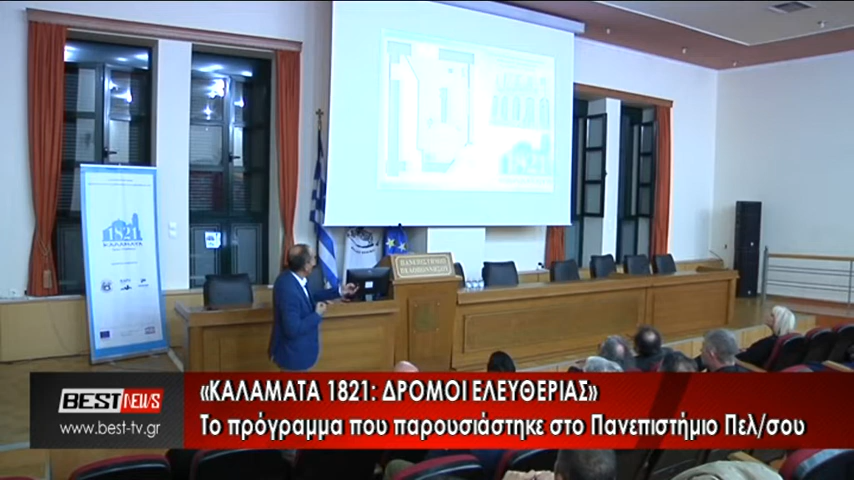 1821
ΚΑΛΑΜΑΤΑ
ΠΑΝΕΠΙΣΤΗΜΙΟ
ΠΕΛΟΠΟΝΝΗΣΟΥ
BEST NEWS
www.best-tv.gr
«ΚΑΛΑΜΑΤΑ 1821: ΔΡΟΜΟΙ ΕΛΕΥΘΕΡΙΑΣ»
Το πρόγραμμα που παρουσιάστηκε στο Πανεπιστήμιο Πελ/σου